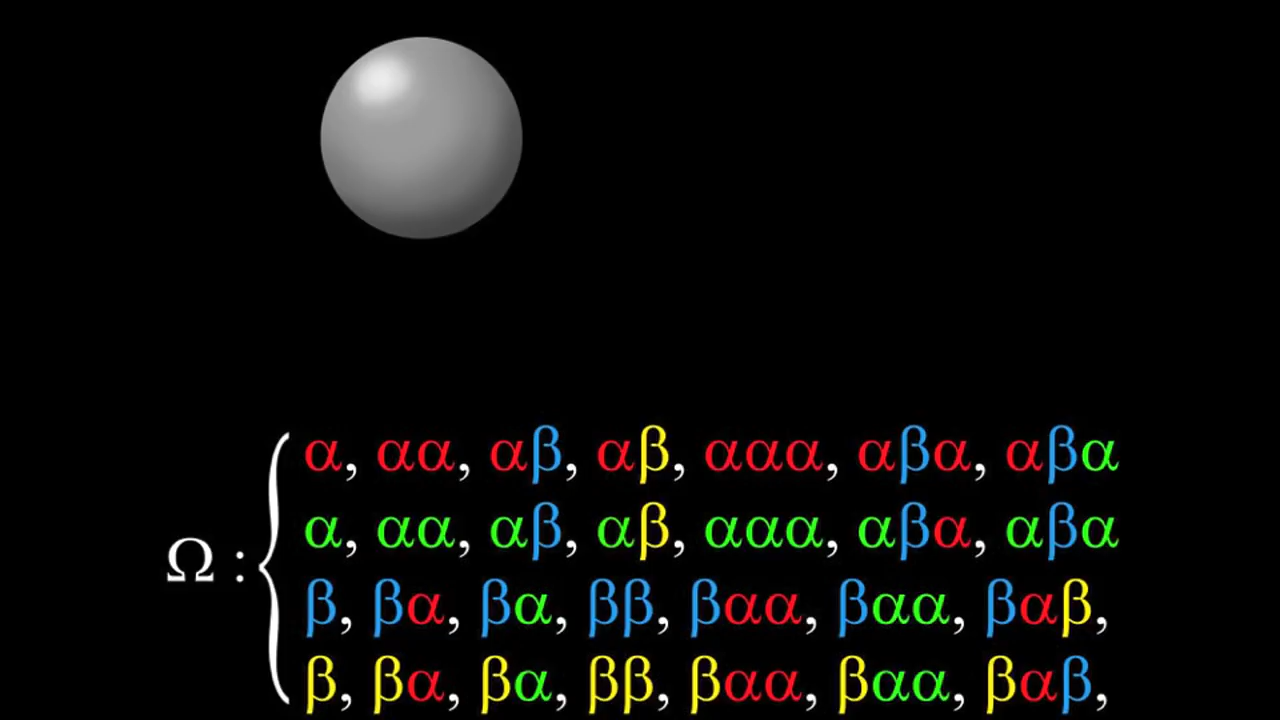 α, αα, αβ, αβ, ααα, αβα, αβα
α, αα, αβ, αβ, ααα, αβα, αβα
Ω :
β, βα, βα, ββ, βαα, βαα, βαβ,
β, βα, βα, ββ, βαα, βαα, βαβ,